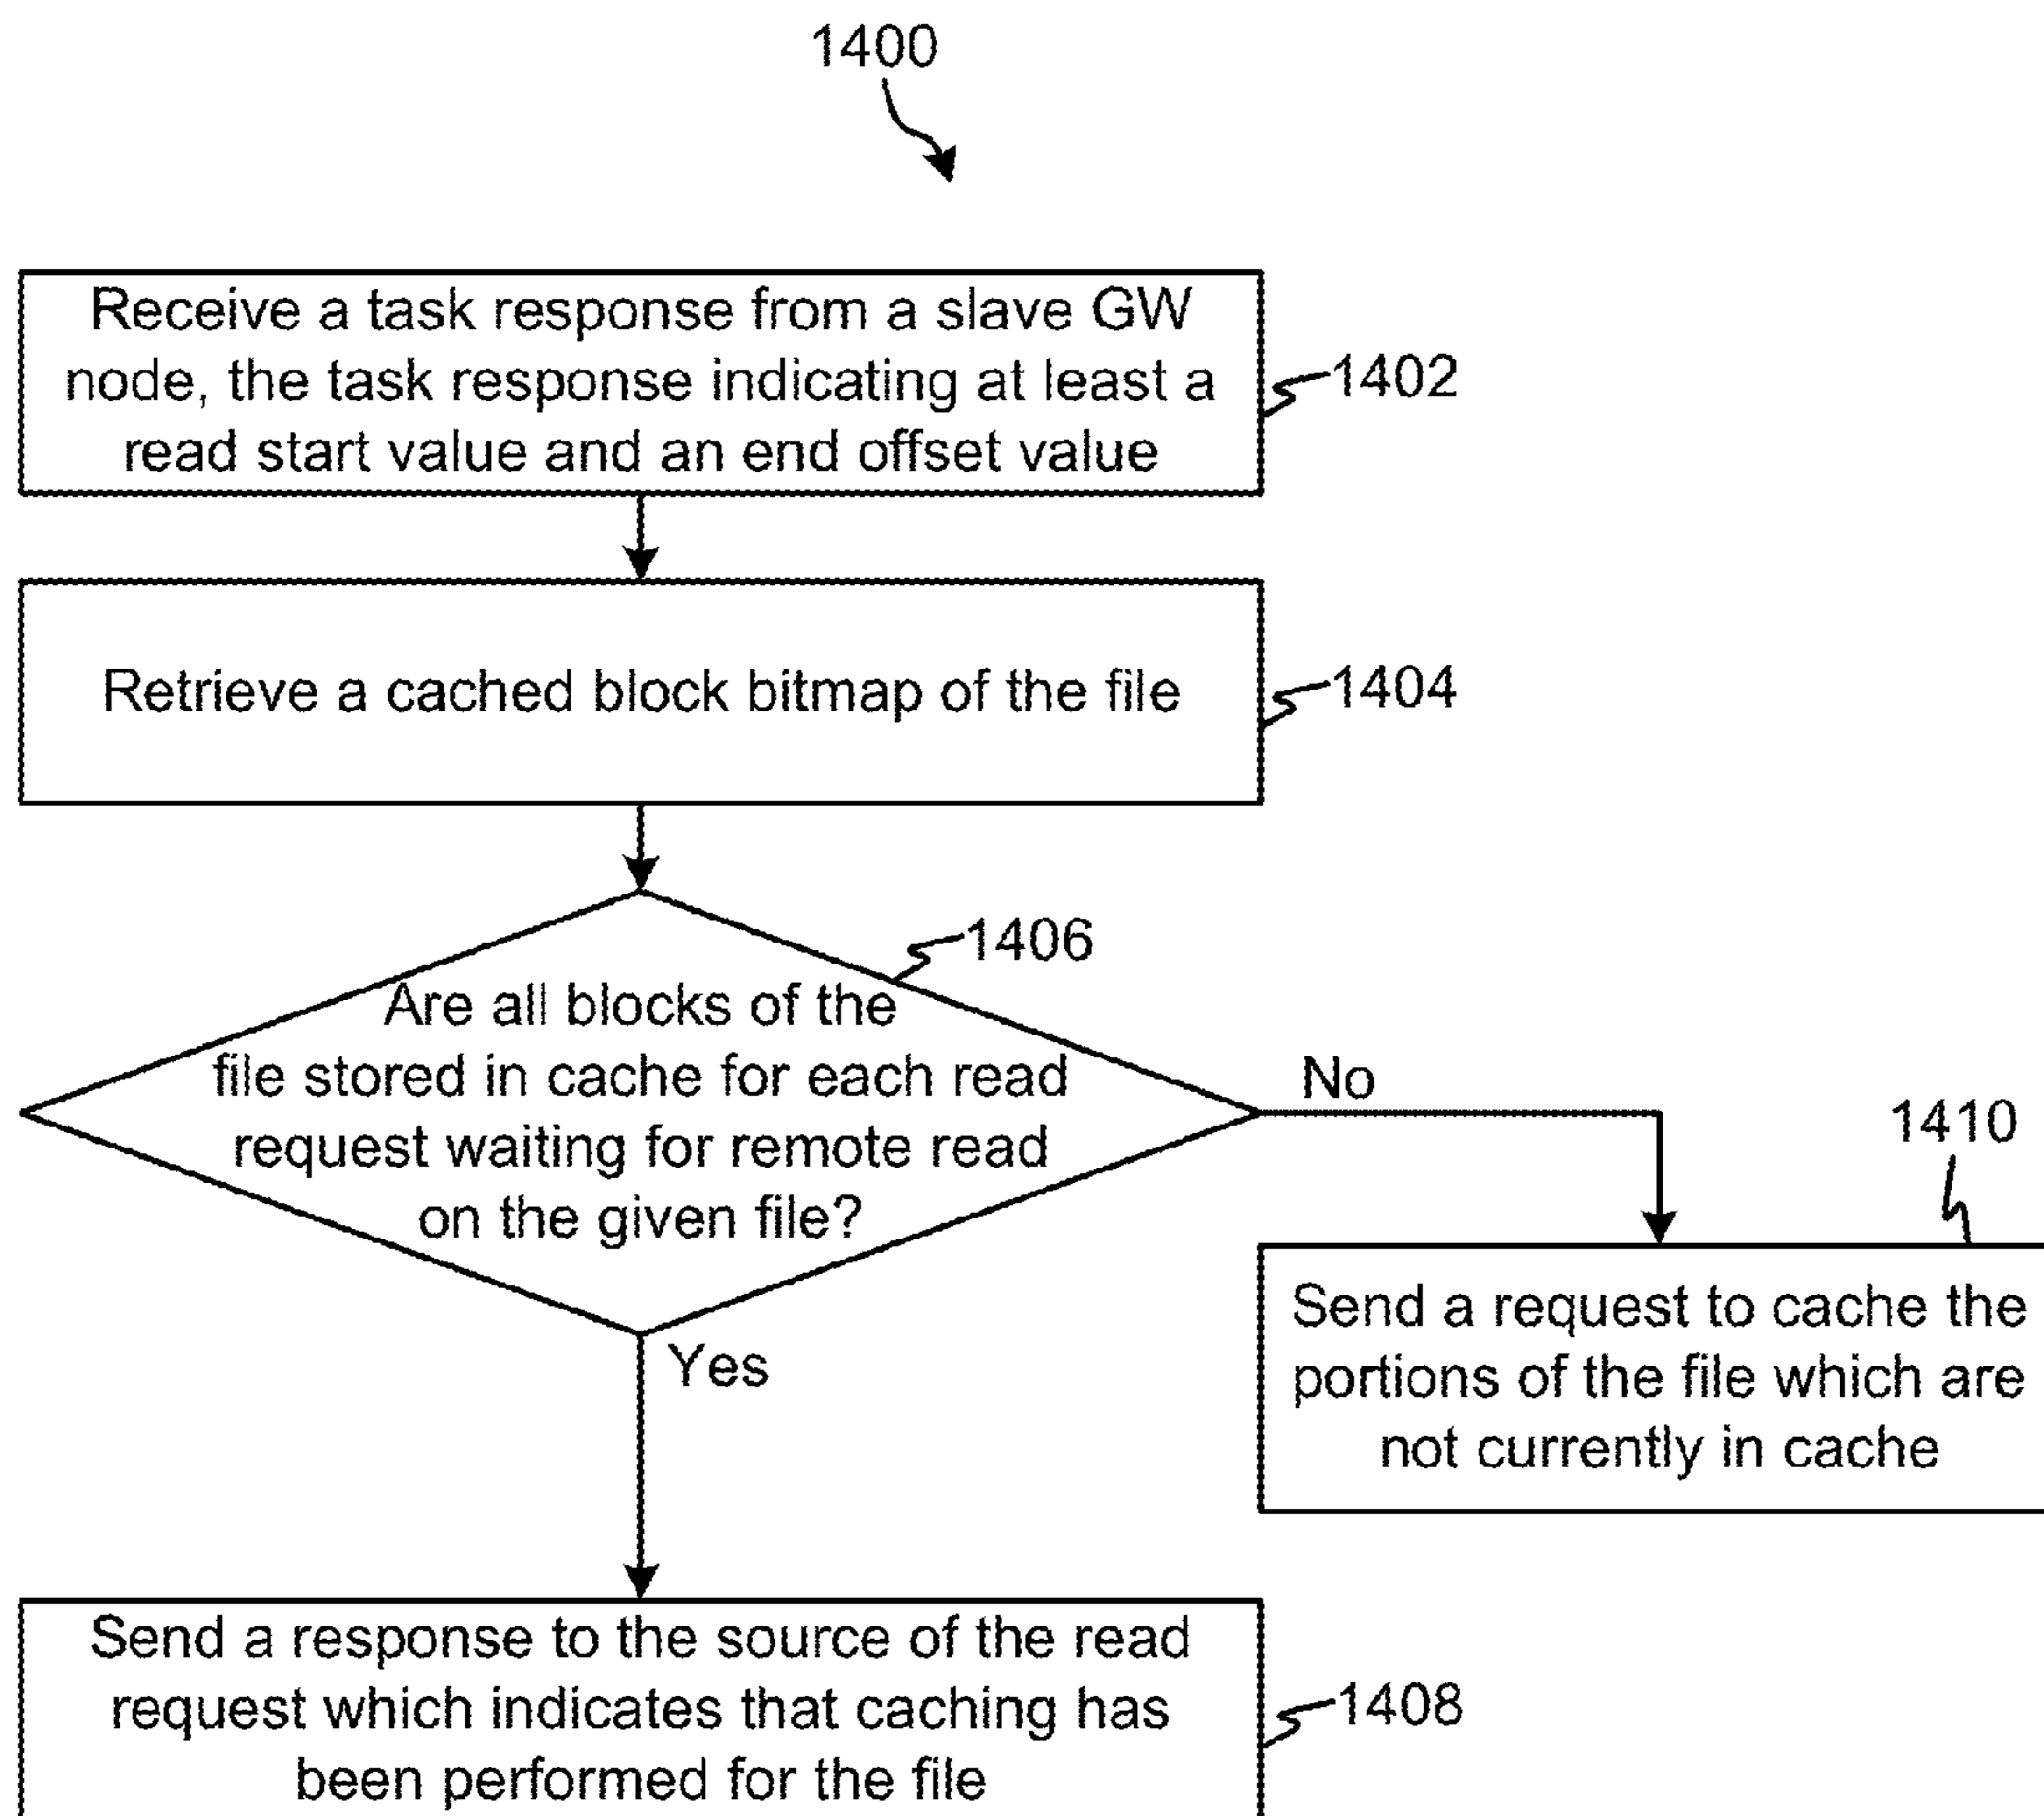 1400
Receive a task response from a slave GW
node, the task response indicating at least a
read start value and an end offset value
1402
Retrieve a cached block bitmap of the file
1404
1406
Are all blocks of the
file stored in cache for each read
request waiting for remote read
on the given file?
No
1410
Send a request to cache the
portions of the file which are
not currently in cache
Yes
Send a response to the source of the read
request which indicates that caching has
been performed for the file
1408